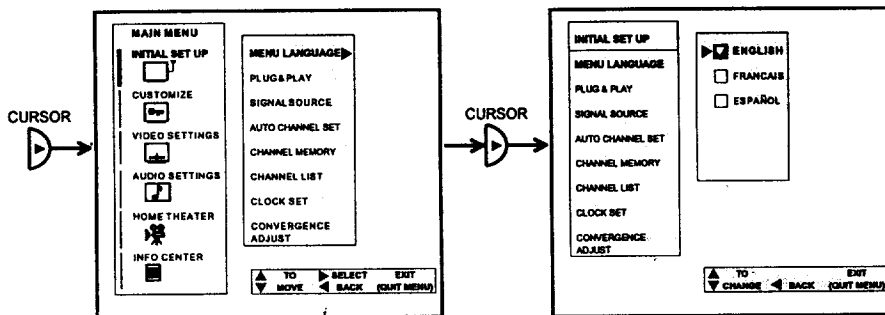 CURSOR
MAIN MENU
INITIAL SET UP
CUSTOMIZE
VIDEO SETTINGS
AUDIO SETTINGS
HOME THEATER
INFO CENTER
MENU LANGUAGE
PLUG & PLAY
SIGNAL SOURCE
AUTO CHANNEL SET
CHANNEL MEMORY
CHANNEL LIST
CLOCK SET
CONVERGENCE
ADJUST
TO SELECT EXIT
MOVE BACK (QUIT MENU)
CURSOR
INITIAL SET UP
MENU LANGUAGE
PLUG & PLAY
SIGNAL SOURCE
AUTO CHANNEL SET
CHANNEL MEMORY
CHANNEL LIST
CLOCK SET
CONVERGENCE
ADJUST
ENGLISH
FRANCAIS
ESPAÑOL
TO EXIT
CHANGE BACK (QUIT MENU)